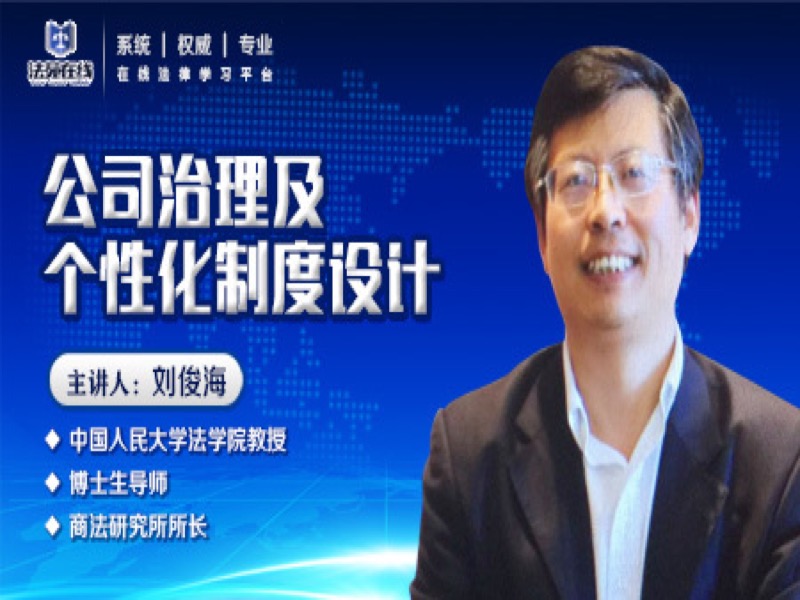 法宣在线
系统 | 权威 | 专业
在线法律学习平台
公司治理及
个性化制度设计
主讲人：刘俊海
◆ 中国人民大学法学院教授
◆ 博士生导师
◆ 商法研究所所长